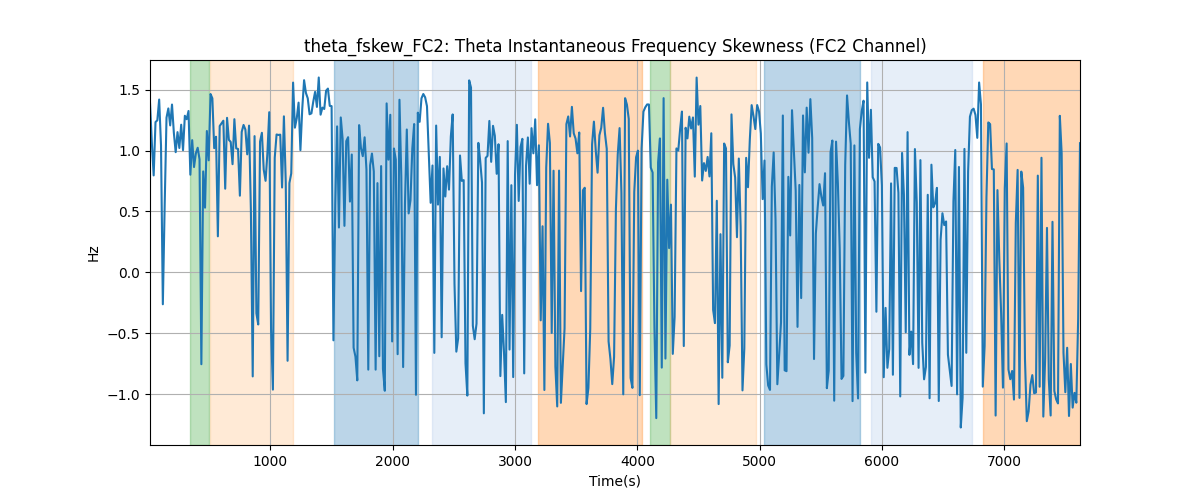 theta_fskew_FC2: Theta Instantaneous Frequency Skewness (FC2 Channel)
1.5
1.0
0.5
0.0
−0.5
−1.0
Hz
1000 2000 3000 4000 5000 6000 7000
Time(s)